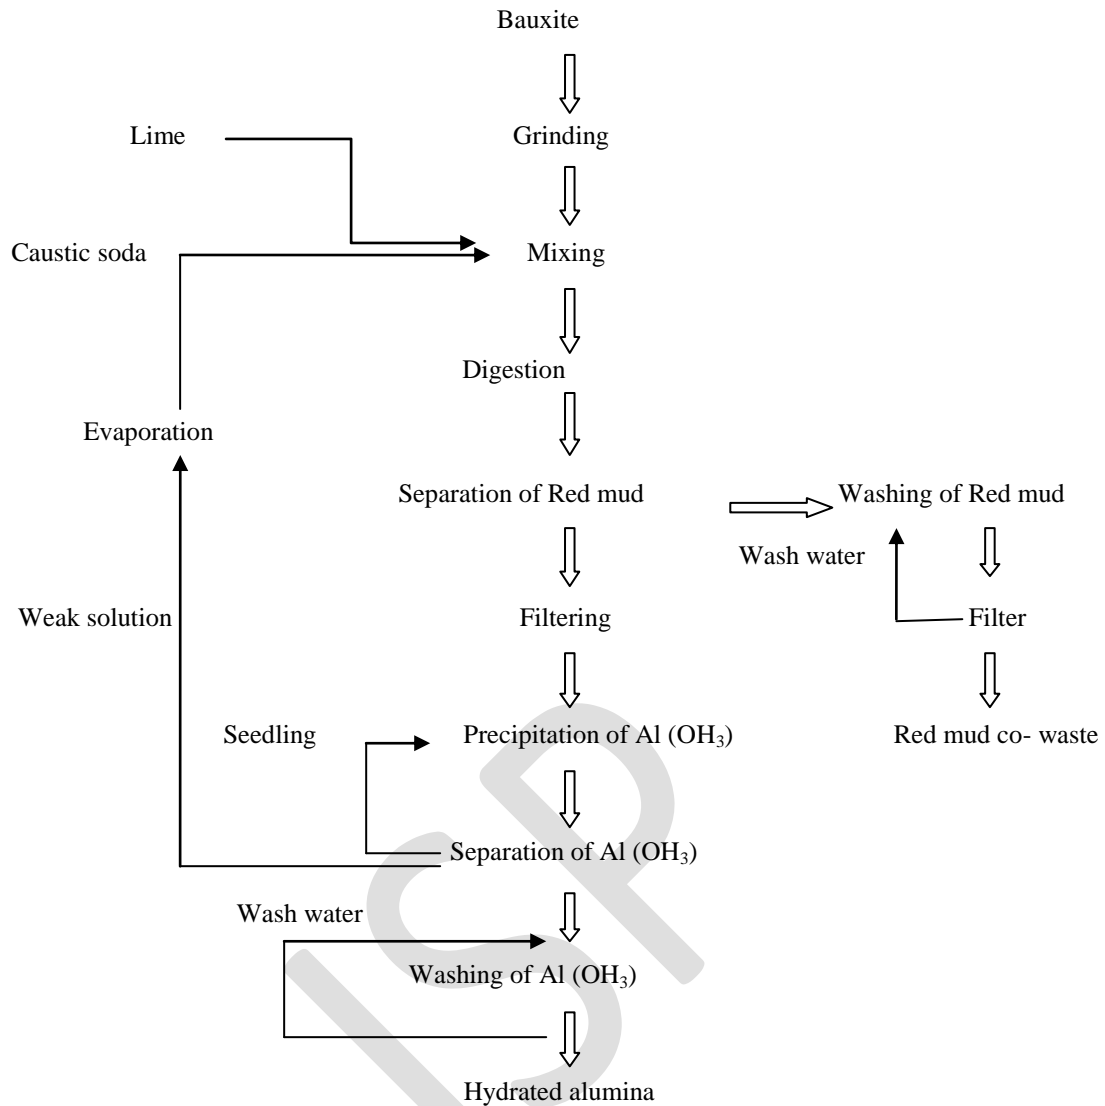 Bauxite
Lime
Grinding
Caustic soda
Mixing
Digestion
Evaporation
Separation of Red mud
Washing of Red mud
Wash water
Weak solution
Filtering
Filter
Seedling
Precipitation of Al (OH₃)
Red mud co- waste
Separation of Al (OH₃)
Wash water
Washing of Al (OH₃)
Hydrated alumina
ISP